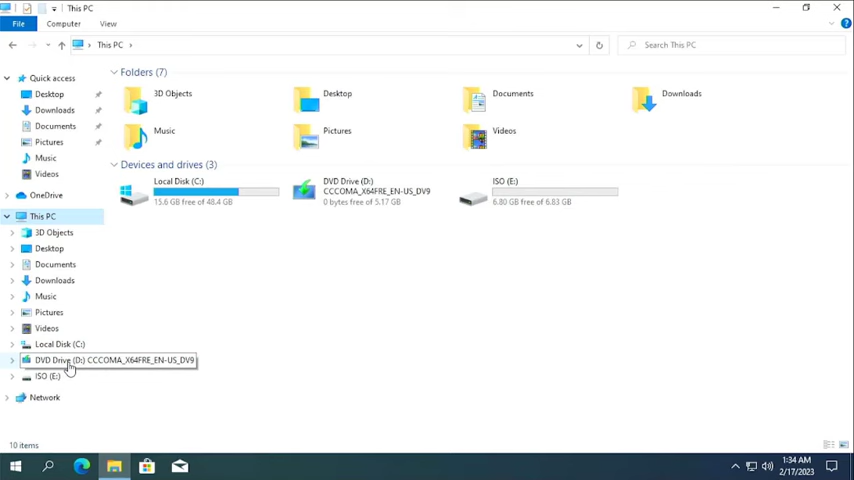 This PC
File Computer View
This PC
Search This PC
Quick access
Desktop
Downloads
Documents
Pictures
Music
Videos
OneDrive
This PC
3D Objects
Desktop
Documents
Downloads
Music
Pictures
Videos
Local Disk (C:)
DVD Drive (D:) CCCOMA_X64FRE_EN-US_DV9
ISO (E:)
Network
Folders (7)
3D Objects
Desktop
Documents
Downloads
Music
Pictures
Videos
Devices and drives (3)
Local Disk (C:)
15.6 GB free of 48.4 GB
DVD Drive (D:)
CCCOMA_X64FRE_EN-US_DV9
0 bytes free of 5.17 GB
ISO (E:)
6.80 GB free of 6.83 GB
10 items
1:34 AM
2/17/2023